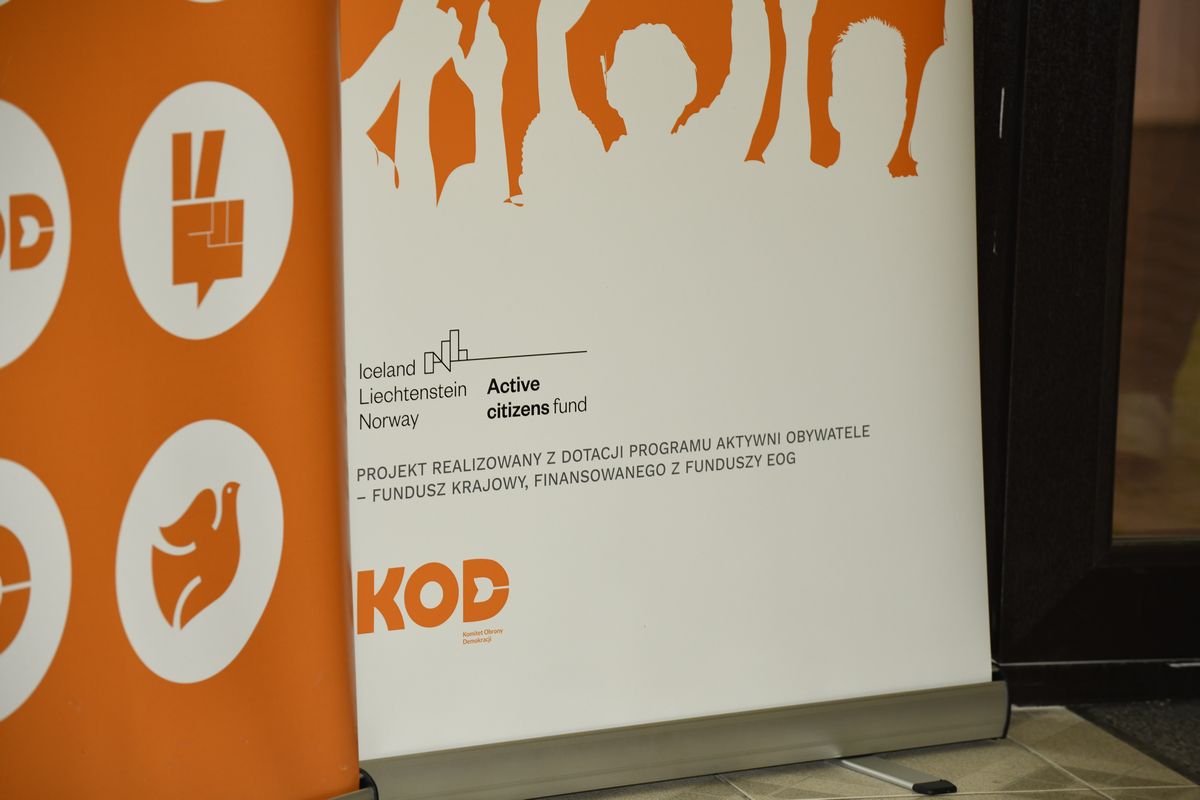 KOD
Iceland
Liechtenstein
Norway
Active
citizens fund
PROJEKT REALIZOWANY Z DOTACJI PROGRAMU AKTYWNI OBYWATELE
– FUNDUSZ KRAJOWY, FINANSOWANEGO Z FUNDUSZY EOG
KOD
Komitet Obrony
Demokracji